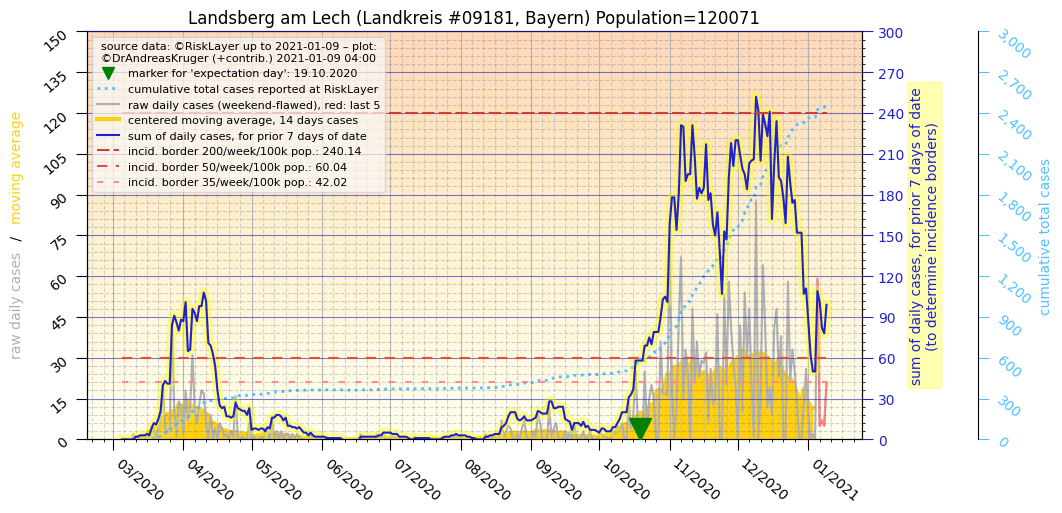 Landsberg am Lech (Landkreis #09181, Bayern) Population=120071
source data: ©RiskLayer up to 2021-01-09 – plot:
©DrAndreasKruger (+contrib.) 2021-01-09 04:00
marker for 'expectation day': 19.10.2020
cumulative total cases reported at RiskLayer
raw daily cases (weekend-flawed), red: last 5
centered moving average, 14 days cases
sum of daily cases, for prior 7 days of date
incid. border 200/week/100k pop.: 240.14
incid. border 50/week/100k pop.: 60.04
incid. border 35/week/100k pop.: 42.02
raw daily cases / moving average
150
135
120
105
90
75
60
45
30
15
0
03/2020
04/2020
05/2020
06/2020
07/2020
08/2020
09/2020
10/2020
11/2020
12/2020
01/2021
300
270
240
210
180
150
120
90
60
30
0
sum of daily cases, for prior 7 days of date
(to determine incidence borders)
3,000
2,700
2,400
2,100
1,800
1,500
1,200
900
600
300
0
cumulative total cases